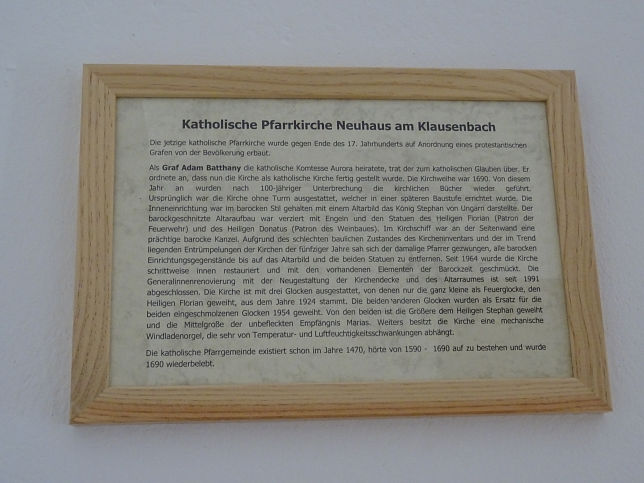 Katholische Pfarrkirche Neuhaus am Klausenbach
Die jetzige katholische Pfarrkirche wurde gegen Ende des 17. Jahrhunderts auf Anordnung eines protestantischen
Grafen von der Bevölkerung erbaut.
Als Graf Adam Batthany die katholische Komtesse Aurora heiratete, trat der zum katholischen Glauben über. Er
ordnete an, dass nun die Kirche als katholische Kirche fertig gestellt wurde. Die Kirchweihe war 1690. Von diesem
Jahr an wurden nach 100-jähriger Unterbrechung die kirchlichen Bücher wieder geführt.
Ursprünglich war die Kirche ohne Turm ausgestattet, welcher in einer späteren Baustufe errichtet wurde. Die
Inneneinrichtung war im barocken Stil gehalten mit einem Altarbild das König Stephan von Ungarn darstellte. Der
barockgeschnitzte Altaraufbau war verziert mit Engeln und den Statuen des Heiligen Florian (Patron der
Feuerwehr) und des Heiligen Donatus (Patron des Weinbaues). Im Kirchschiff war an der Seitenwand eine
prächtige barocke Kanzel. Aufgrund des schlechten baulichen Zustandes des Kircheninventars und der im Trend
liegenden Entrümpelungen der Kirchen der fünfziger Jahre sah sich der damalige Pfarrer gezwungen, alle barocken
Einrichtungsgegenstände bis auf das Altarbild und die beiden Statuen zu entfernen. Seit 1964 wurde die Kirche
schrittweise innen restauriert und mit den vorhandenen Elementen der Barockzeit geschmückt. Die
Generalinnenrenovierung mit der Neugestaltung der Kirchendecke und des Altarraumes ist seit 1991
abgeschlossen. Die Kirche ist mit drei Glocken ausgestattet, von denen nur die ganz kleine als Feuerglocke, den
Heiligen Florian geweiht, aus dem Jahre 1924 stammt. Die beiden anderen Glocken wurden als Ersatz für die
beiden eingeschmolzenen Glocken 1954 geweiht. Von den beiden ist die Größere dem Heiligen Stephan geweiht
und die Mittelgroße der unbefleckten Empfängnis Marias. Weiters besitzt die Kirche eine mechanische
Windladenorgel, die sehr von Temperatur- und Luftfeuchtigkeitsschwankungen abhängt.
Die katholische Pfarrgemeinde existiert schon im Jahre 1470, hörte von 1590 - 1690 auf zu bestehen und wurde
1690 wiederbelebt.